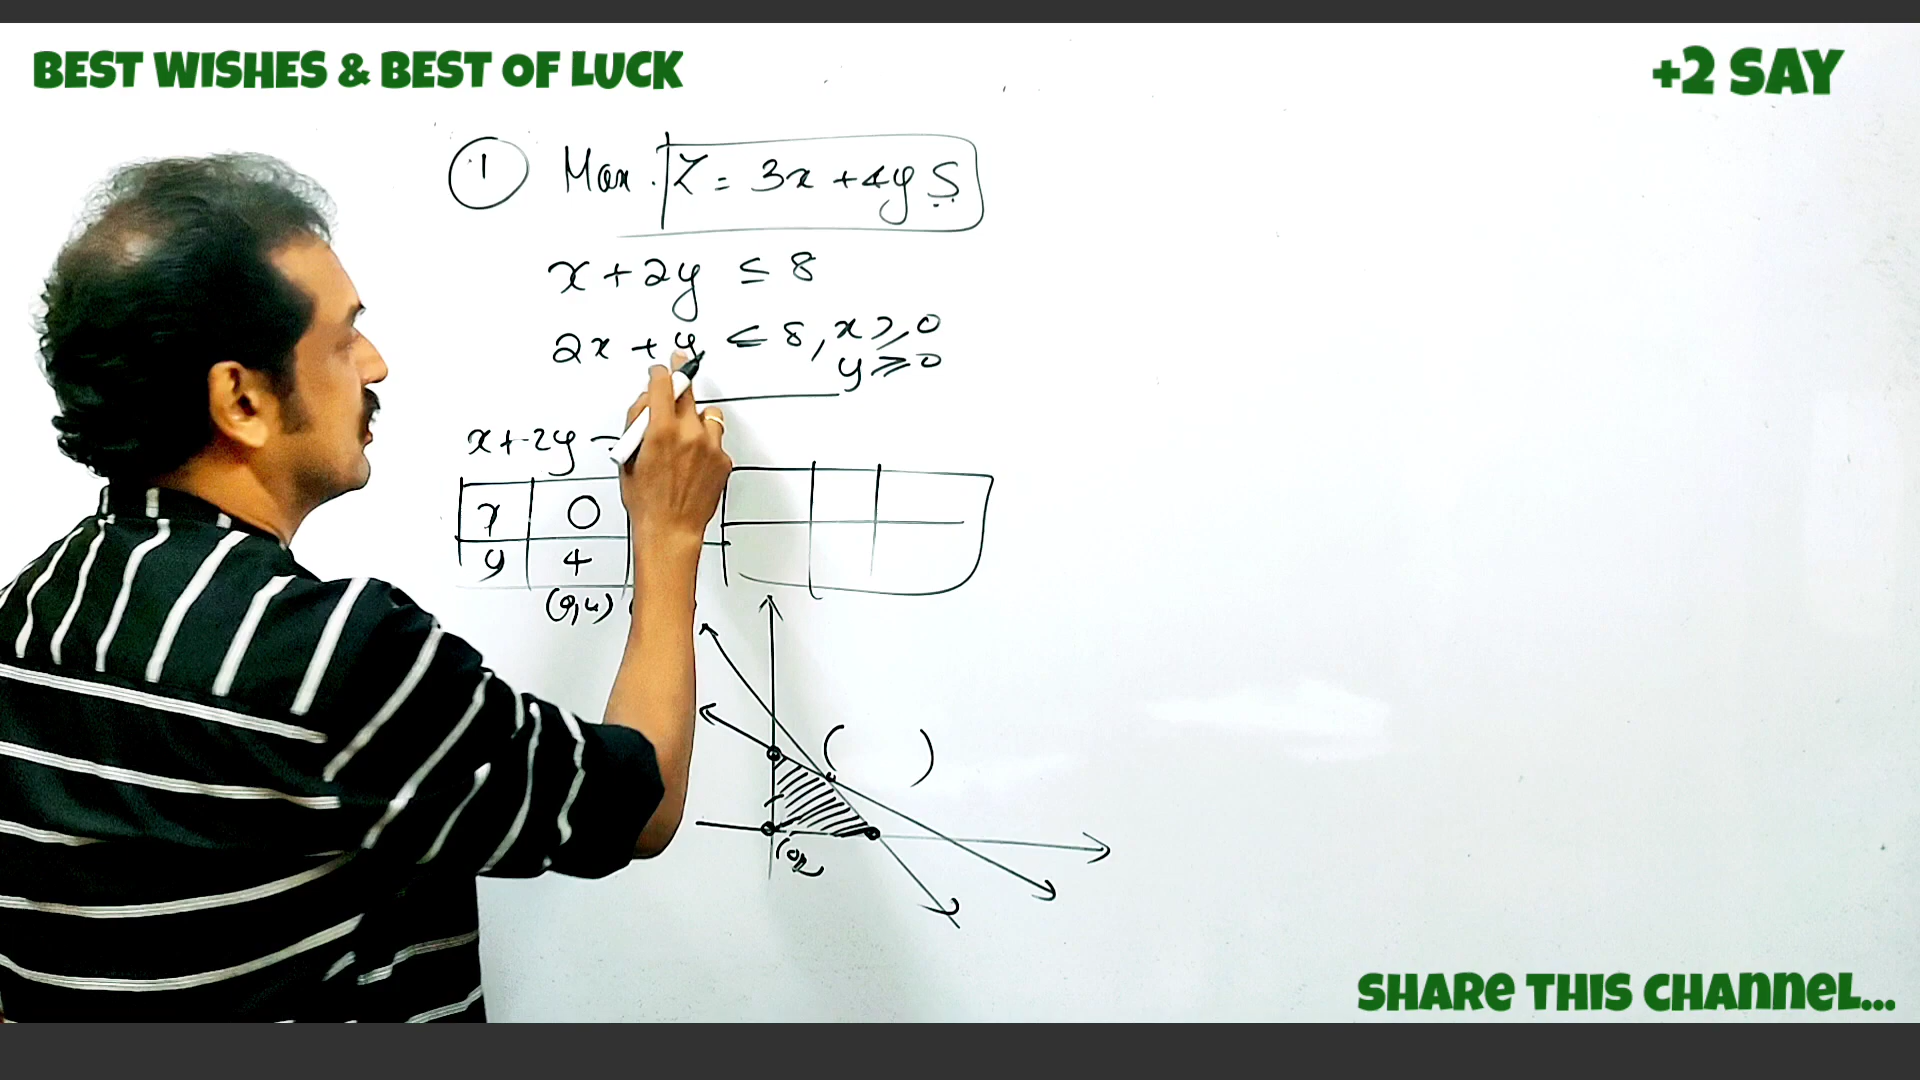 BEST WISHES & BEST OF LUCK
+2 SAY
1 Max. Z = 3x + 4y S
x + 2y ≤ 8
2x + y ≤ 8, x ≥ 0
y ≥ 0
x + 2y =
x 0
y 4
(0,4)
( )
SHARE THIS CHANNEL...